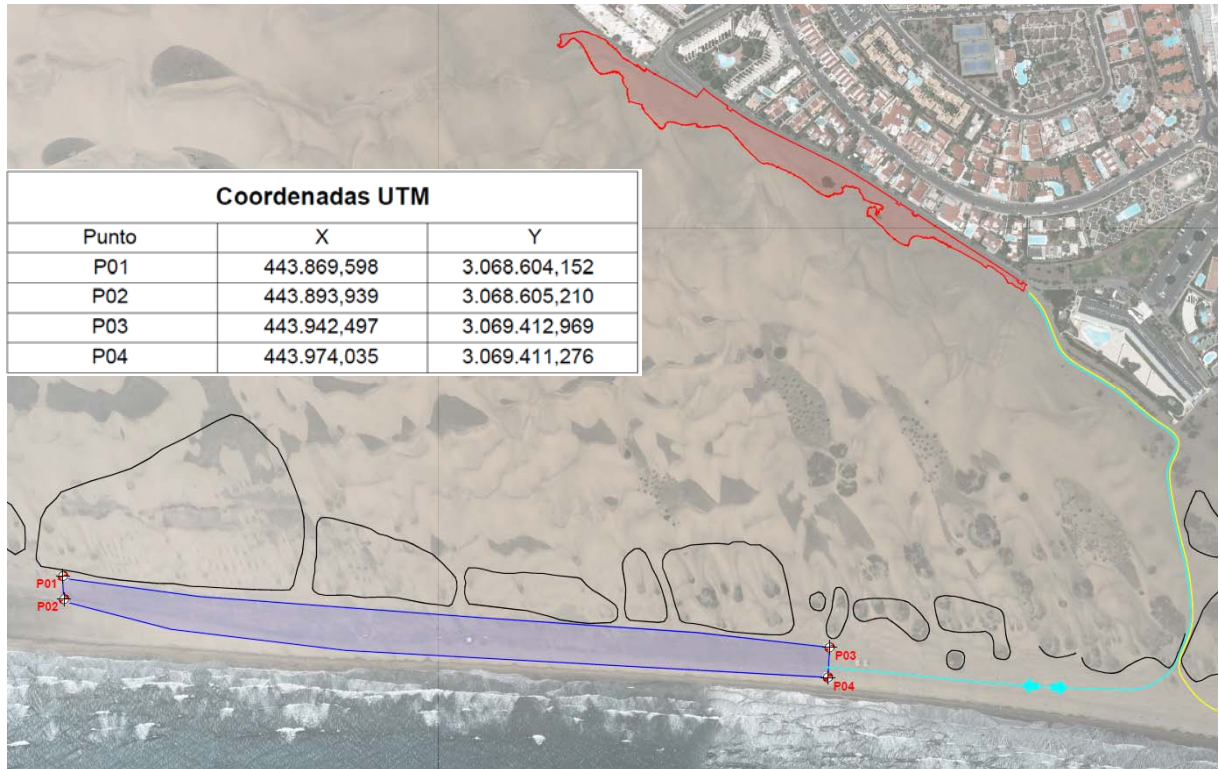 Coordenadas UTM
Punto X Y
P01 443.869,598 3.068.604,152
P02 443.893,939 3.068.605,210
P03 443.942,497 3.069.412,969
P04 443.974,035 3.069.411,276
P01
P02
P03
P04